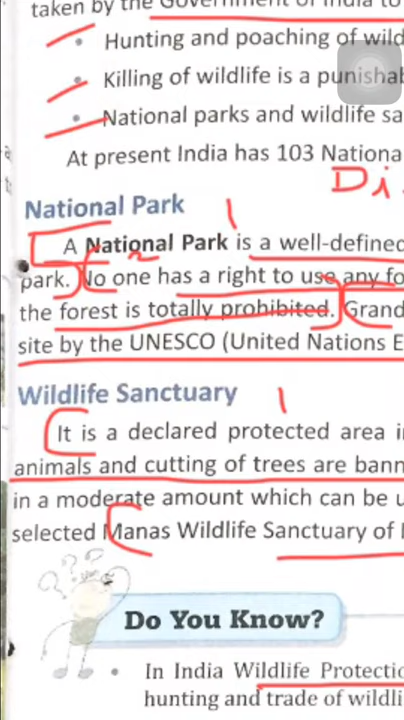 taken by the Government of India to
• Hunting and poaching of wild
• Killing of wildlife is a punishab
• National parks and wildlife sa
At present India has 103 Nationa
Di
National Park
1
A National Park is a well-defined
2
park. No one has a right to use any fo
the forest is totally prohibited. Grand
site by the UNESCO (United Nations E
Wildlife Sanctuary
1
It is a declared protected area i
animals and cutting of trees are bann
in a moderate amount which can be u
selected Manas Wildlife Sanctuary of
Do You Know?
• In India Wildlife Protectio
hunting and trade of wildli